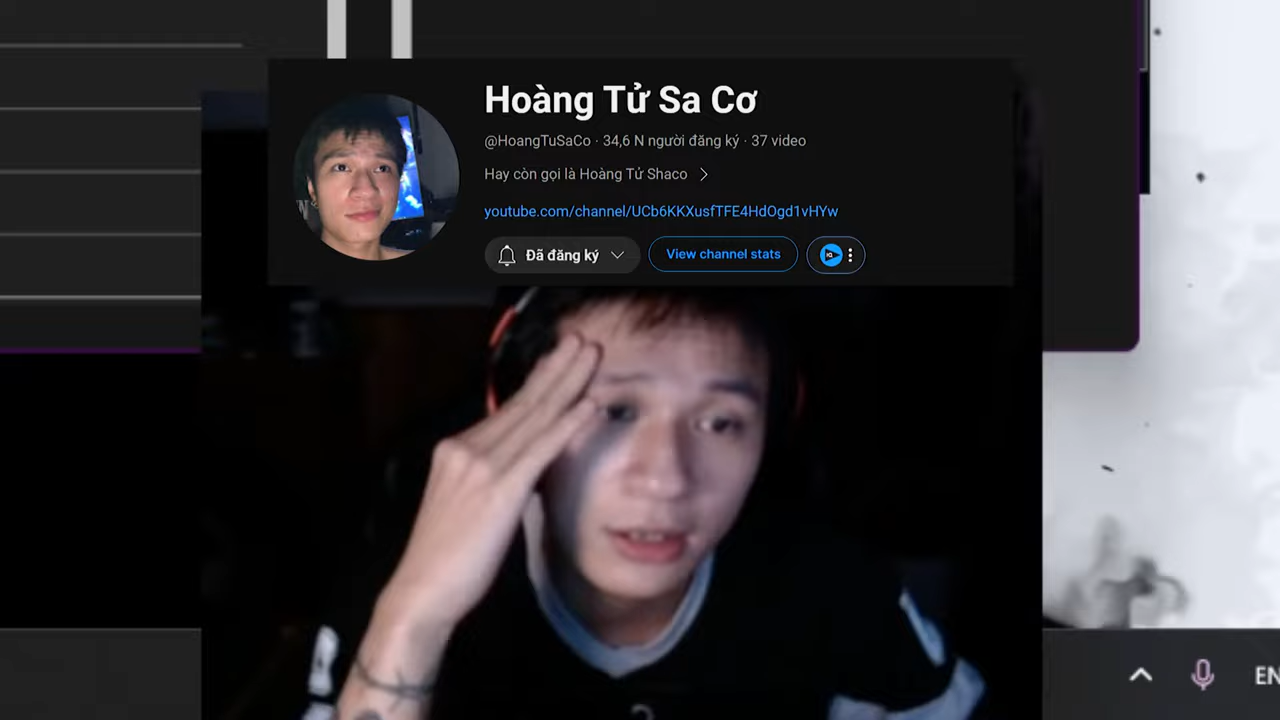 Hoàng Tử Sa Cơ
@HoangTuSaCo · 34,6 N người đăng ký · 37 video
Hay còn gọi là Hoàng Tử Shaco
youtube.com/channel/UCb6KKXusfTFE4HdOgd1vHYw
Đã đăng ký
View channel stats
IQ
EN